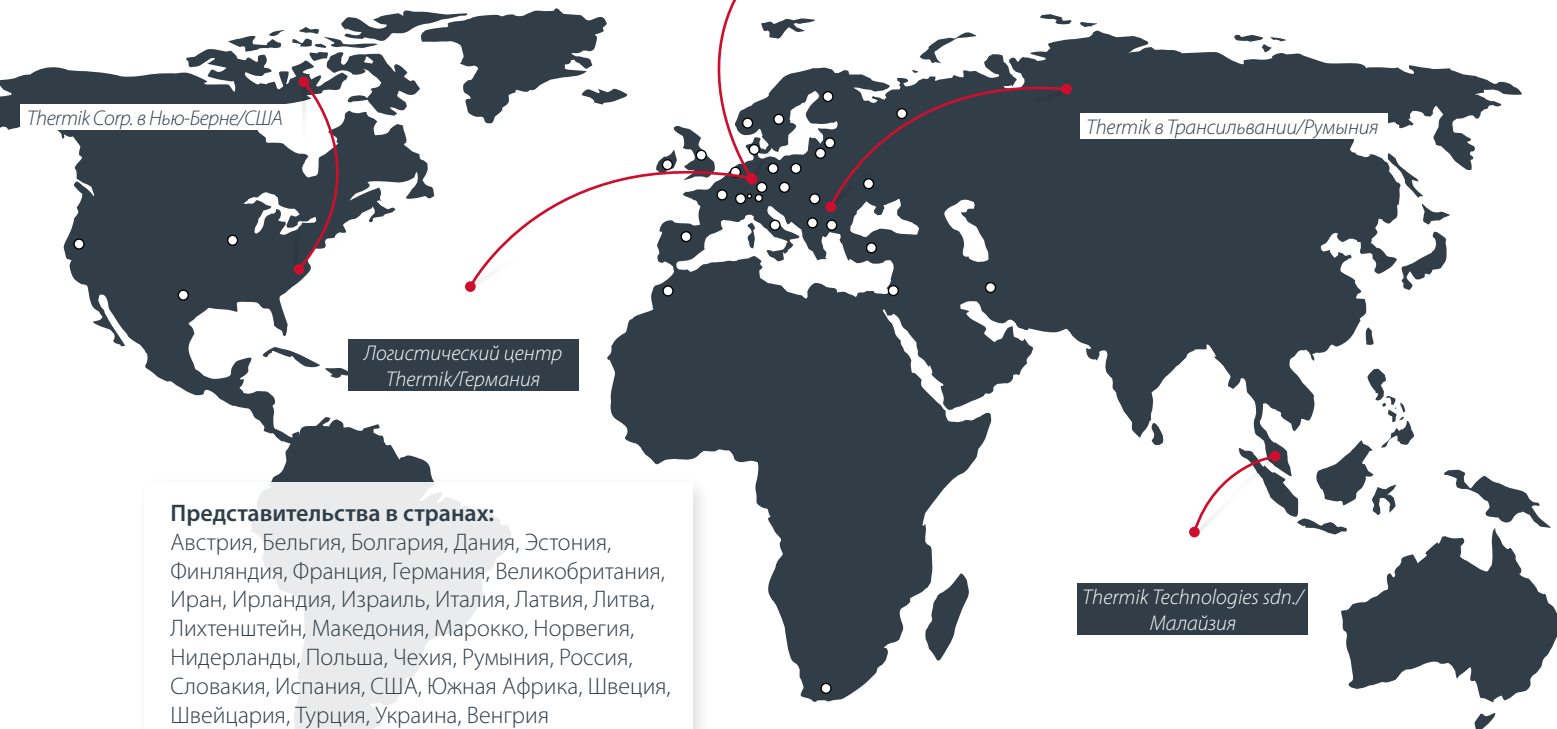 Thermik Corp. в Нью-Берне/США
Thermik в Трансильвании/Румыния
Логистический центр
Thermik/Германия
Представительства в странах:
Австрия, Бельгия, Болгария, Дания, Эстония,
Финляндия, Франция, Германия, Великобритания,
Иран, Ирландия, Израиль, Италия, Латвия, Литва,
Лихтенштейн, Македония, Марокко, Норвегия,
Нидерланды, Польша, Чехия, Румыния, Россия,
Словакия, Испания, США, Южная Африка, Швеция,
Швейцария, Турция, Украина, Венгрия
Thermik Technologies sdn./
Малайзия